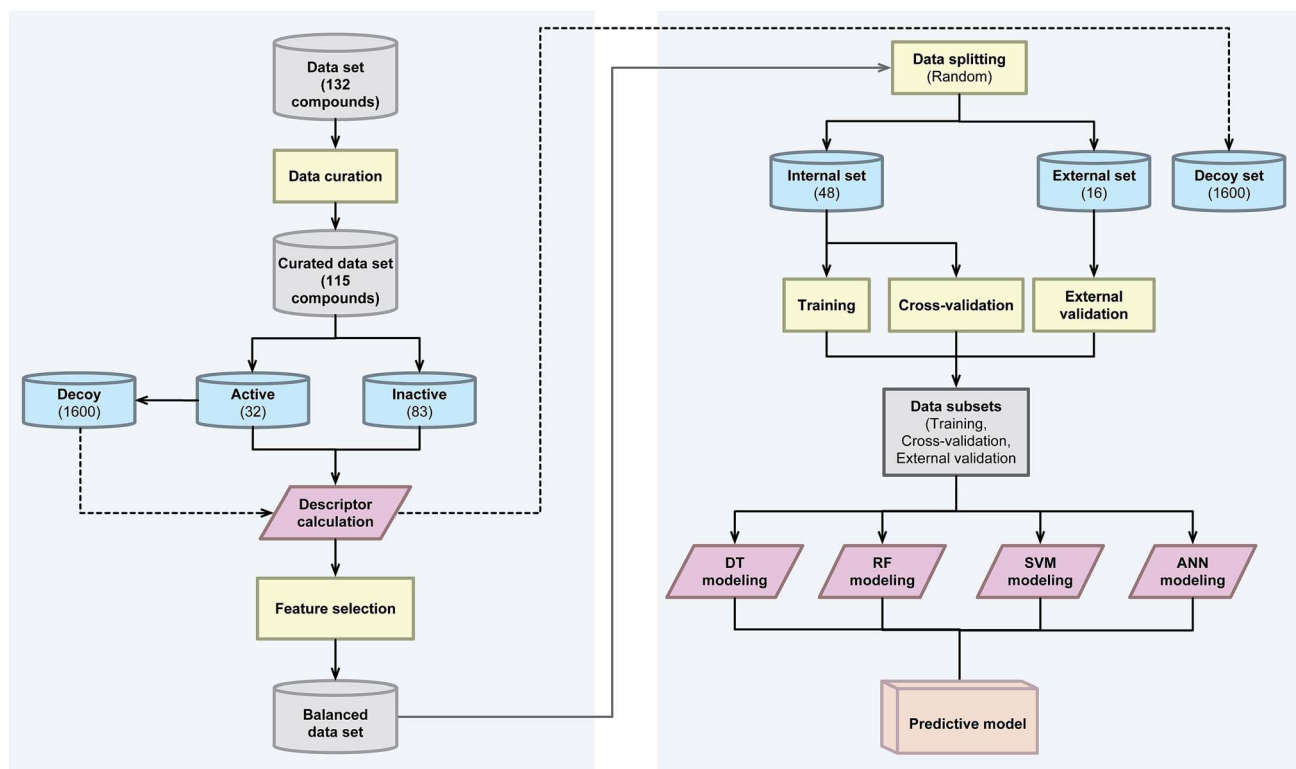 Data set
(132
compounds)
Data curation
Curated data set
(115
compounds)
Decoy
(1600)
Active
(32)
Inactive
(83)
Descriptor
calculation
Feature selection
Balanced
data set
Data splitting
(Random)
Internal set
(48)
External set
(16)
Decoy set
(1600)
Training
Cross-validation
External
validation
Data subsets
(Training,
Cross-validation,
External validation
DT
modeling
RF
modeling
SVM
modeling
ANN
modeling
Predictive model